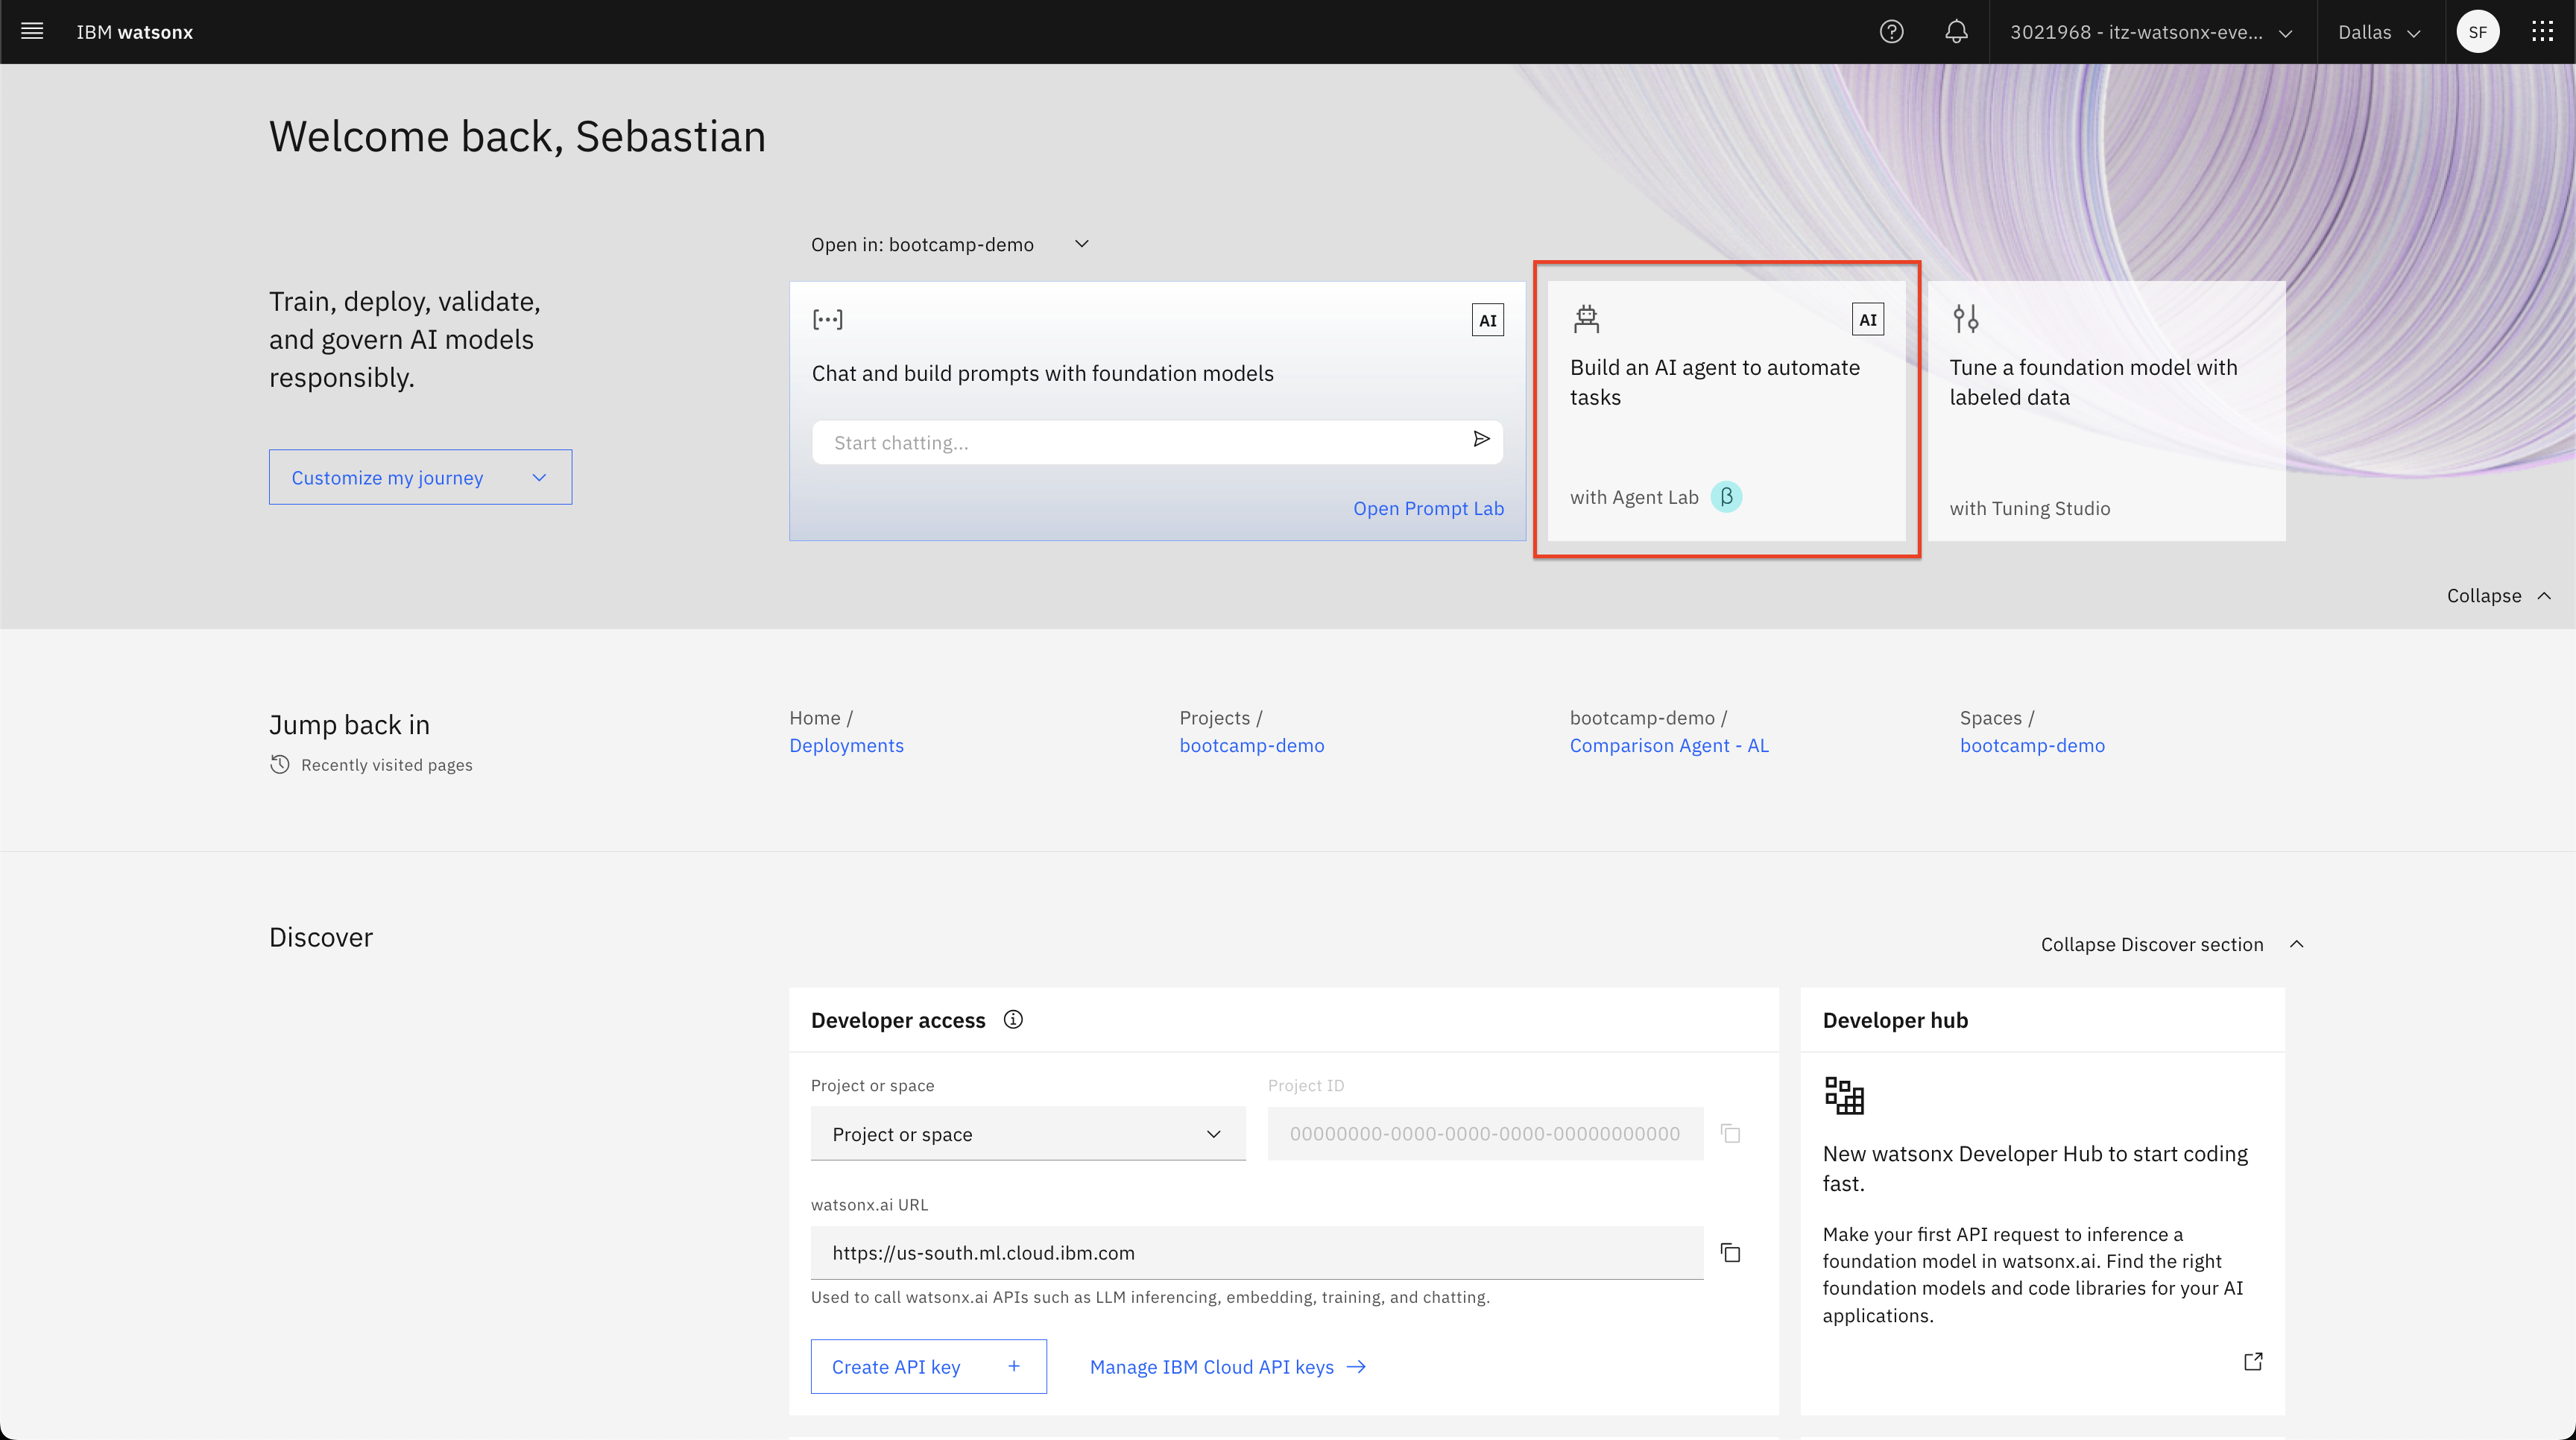 IBM watsonx
3021968 - itz-watsonx-eve...
Dallas
SF
Welcome back, Sebastian
Train, deploy, validate,
and govern AI models
responsibly.
Customize my journey
Open in: bootcamp-demo
AI
Chat and build prompts with foundation models
Start chatting...
Open Prompt Lab
AI
Build an AI agent to automate
tasks
with Agent Lab β
Tune a foundation model with
labeled data
with Tuning Studio
Collapse
Jump back in
Recently visited pages
Home /
Deployments
Projects /
bootcamp-demo
bootcamp-demo /
Comparison Agent - AL
Spaces /
bootcamp-demo
Discover
Collapse Discover section
Developer access
Project or space
Project or space
Project ID
00000000-0000-0000-0000-00000000000
watsonx.ai URL
https://us-south.ml.cloud.ibm.com
Used to call watsonx.ai APIs such as LLM inferencing, embedding, training, and chatting.
Create API key +
Manage IBM Cloud API keys →
Developer hub
New watsonx Developer Hub to start coding
fast.
Make your first API request to inference a
foundation model in watsonx.ai. Find the right
foundation models and code libraries for your AI
applications.